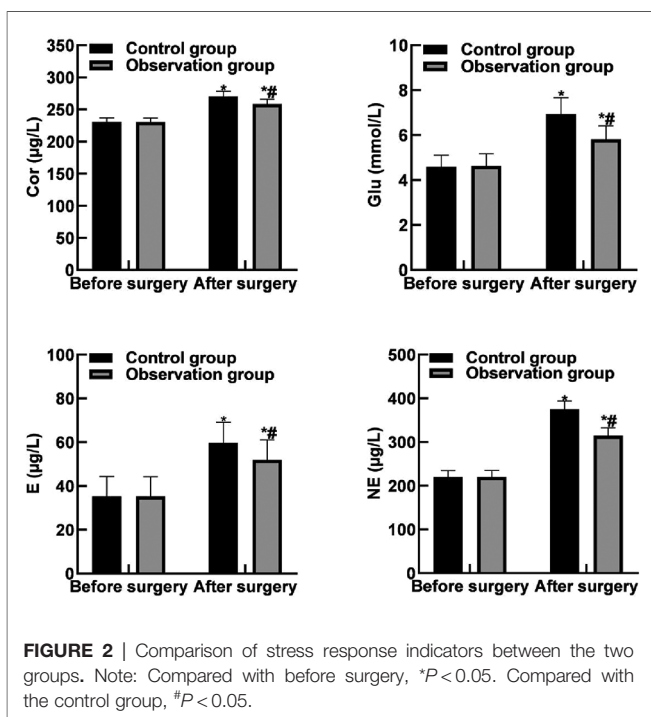 350
300
250
200
150
100
50
0
Cor (µg/L)
Control group
Observation group
*
*#
Before surgery After surgery
10
8
6
4
2
0
Glu (mmol/L)
Control group
Observation group
*
*#
Before surgery After surgery
100
80
60
40
20
0
E (µg/L)
Control group
Observation group
*
*#
Before surgery After surgery
500
400
300
200
100
0
NE (µg/L)
Control group
Observation group
*
*#
Before surgery After surgery
FIGURE 2 | Comparison of stress response indicators between the two
groups. Note: Compared with before surgery, *P < 0.05. Compared with
the control group, #P < 0.05.